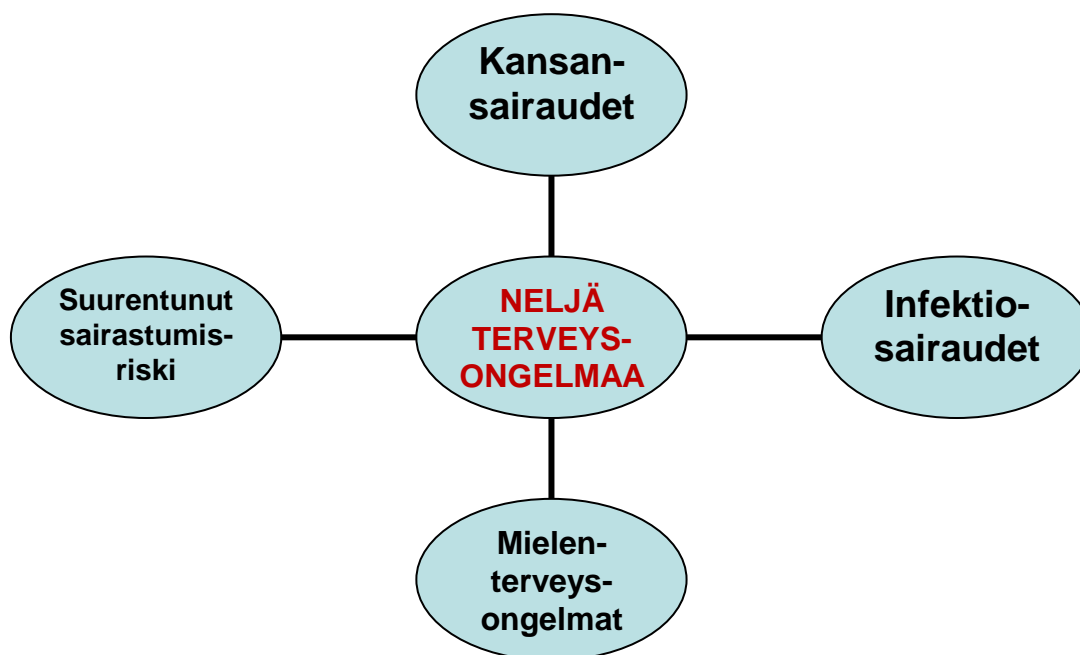 Kansan-
sairaudet
Suurentunut
sairastumis-
riski
NELJÄ
TERVEYS-
ONGELMAA
Infektio-
sairaudet
Mielen-
terveys-
ongelmat